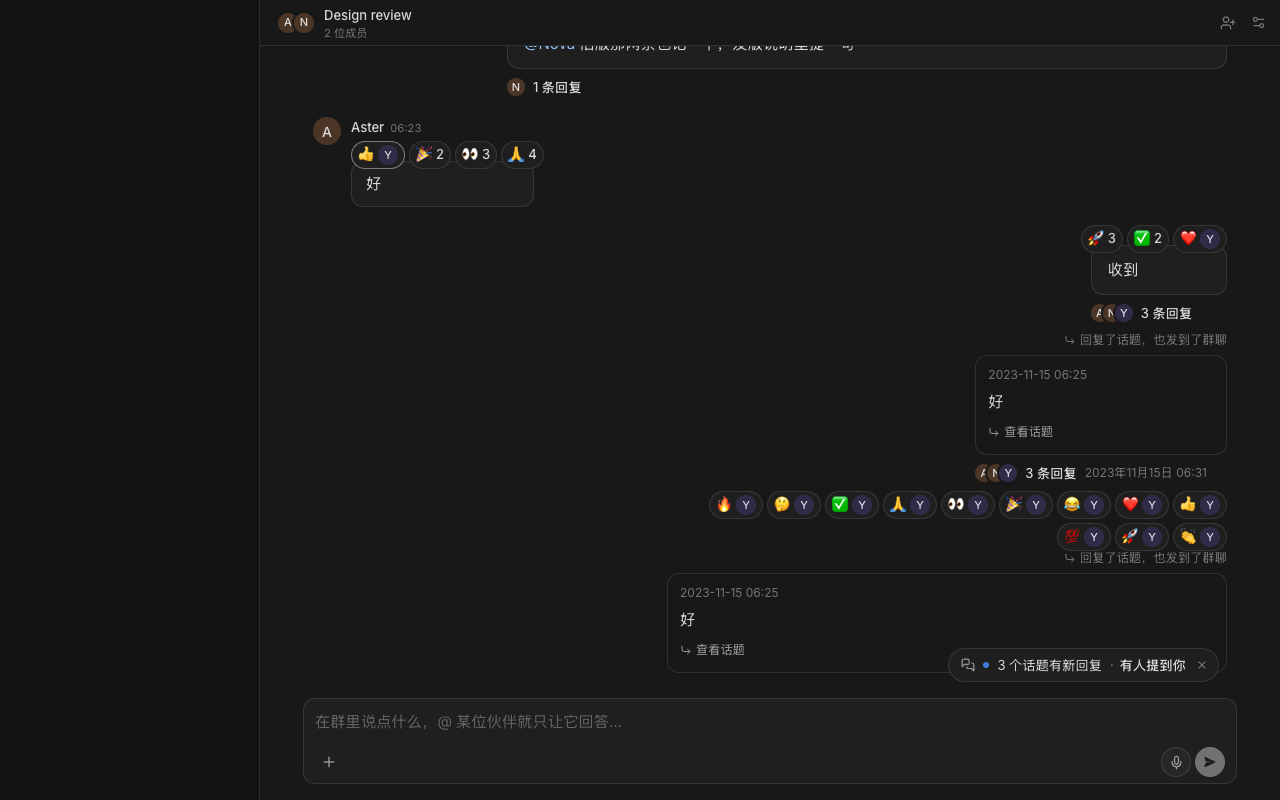 A N Design review
2 位成员
N 1 条回复
A Aster 06:23
👍 Y 🎉 2 👀 3 🙏 4
好
🚀 3 ✅ 2 ❤️ Y
收到
A N Y 3 条回复
回复了话题，也发到了群聊
2023-11-15 06:25
好
查看话题
A N Y 3 条回复 2023年11月15日 06:31
🔥 Y 🤔 Y ✅ Y 🙏 Y 👀 Y 🎉 Y 😂 Y ❤️ Y 👍 Y
💯 Y 🚀 Y 👏 Y
回复了话题，也发到了群聊
2023-11-15 06:25
好
查看话题
3 个话题有新回复 · 有人提到你
在群里说点什么，@ 某位伙伴就只让它回答...